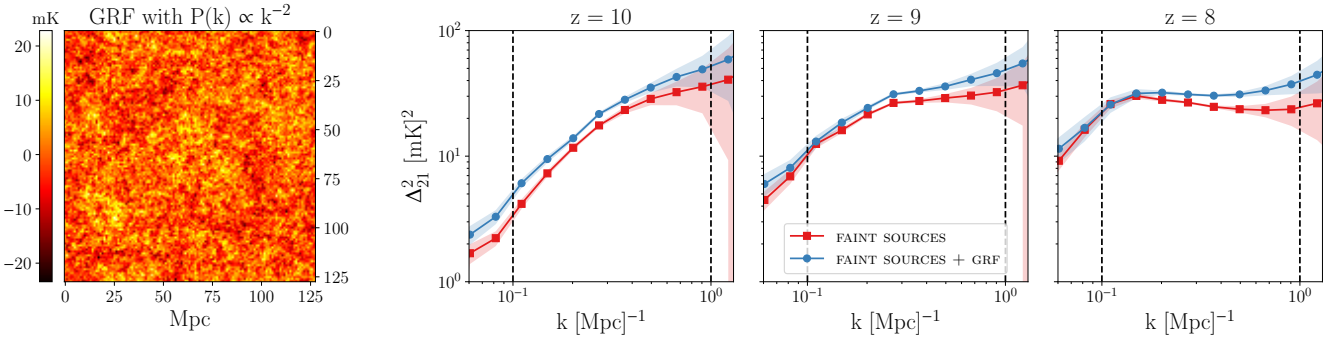 mK
GRF with P(k) ∝ k⁻²
20
10
0
−10
−20
0
25
50
75
100
125
0
25
50
75
100
125
Mpc
Δ²₂₁ [mK]²
10²
10¹
10⁰
z = 10
10⁻¹
10⁰
k [Mpc]⁻¹
z = 9
FAINT SOURCES
FAINT SOURCES + GRF
10⁻¹
10⁰
k [Mpc]⁻¹
z = 8
10⁻¹
10⁰
k [Mpc]⁻¹